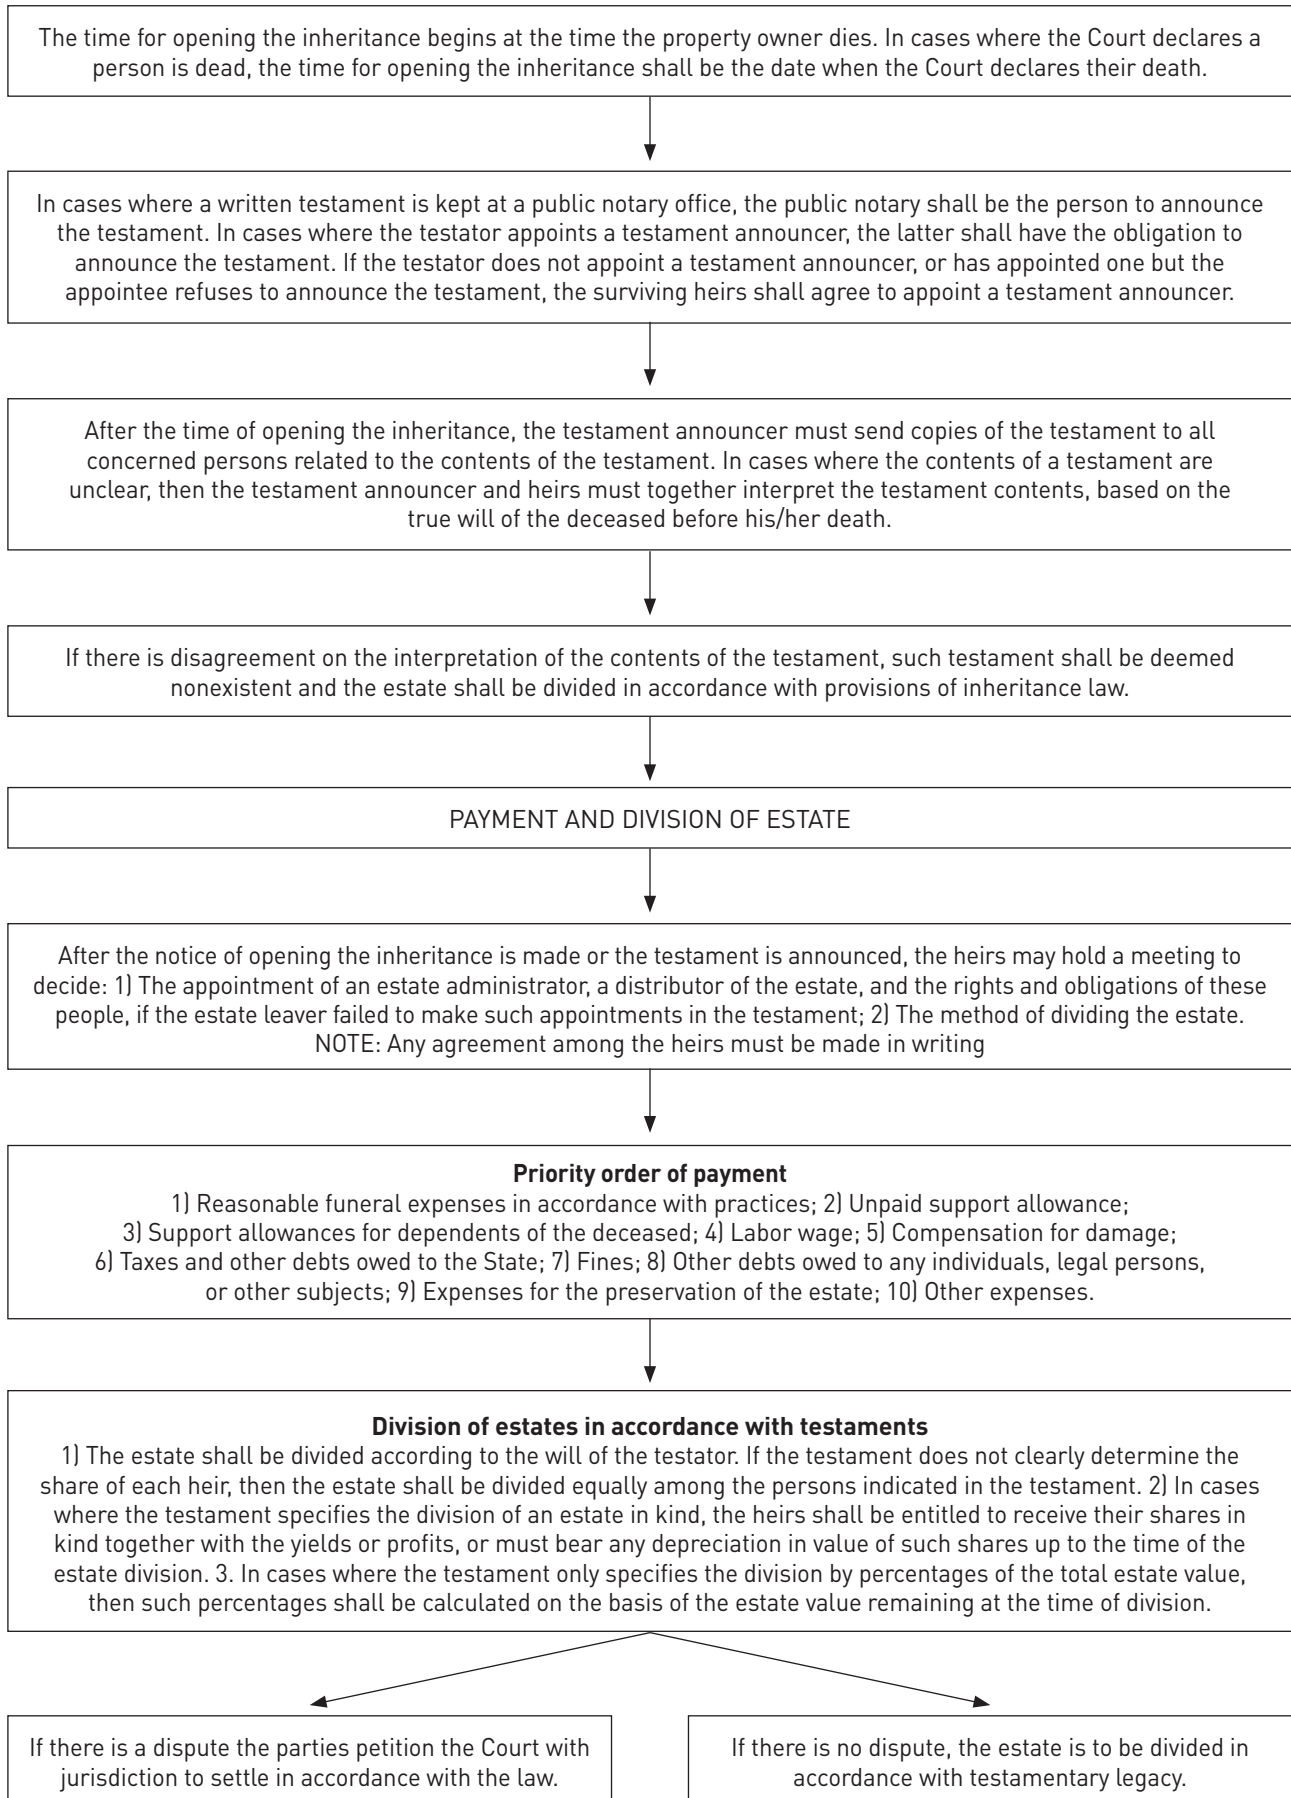 The time for opening the inheritance begins at the time the property owner dies. In cases where the Court declares a
person is dead, the time for opening the inheritance shall be the date when the Court declares their death.
In cases where a written testament is kept at a public notary office, the public notary shall be the person to announce
the testament. In cases where the testator appoints a testament announcer, the latter shall have the obligation to
announce the testament. If the testator does not appoint a testament announcer, or has appointed one but the
appointee refuses to announce the testament, the surviving heirs shall agree to appoint a testament announcer.
After the time of opening the inheritance, the testament announcer must send copies of the testament to all
concerned persons related to the contents of the testament. In cases where the contents of a testament are
unclear, then the testament announcer and heirs must together interpret the testament contents, based on the
true will of the deceased before his/her death.
If there is disagreement on the interpretation of the contents of the testament, such testament shall be deemed
nonexistent and the estate shall be divided in accordance with provisions of inheritance law.
PAYMENT AND DIVISION OF ESTATE
After the notice of opening the inheritance is made or the testament is announced, the heirs may hold a meeting to
decide: 1) The appointment of an estate administrator, a distributor of the estate, and the rights and obligations of these
people, if the estate leaver failed to make such appointments in the testament; 2) The method of dividing the estate.
NOTE: Any agreement among the heirs must be made in writing
Priority order of payment
1) Reasonable funeral expenses in accordance with practices; 2) Unpaid support allowance;
3) Support allowances for dependents of the deceased; 4) Labor wage; 5) Compensation for damage;
6) Taxes and other debts owed to the State; 7) Fines; 8) Other debts owed to any individuals, legal persons,
or other subjects; 9) Expenses for the preservation of the estate; 10) Other expenses.
Division of estates in accordance with testaments
1) The estate shall be divided according to the will of the testator. If the testament does not clearly determine the
share of each heir, then the estate shall be divided equally among the persons indicated in the testament. 2) In cases
where the testament specifies the division of an estate in kind, the heirs shall be entitled to receive their shares in
kind together with the yields or profits, or must bear any depreciation in value of such shares up to the time of the
estate division. 3. In cases where the testament only specifies the division by percentages of the total estate value,
then such percentages shall be calculated on the basis of the estate value remaining at the time of division.
If there is a dispute the parties petition the Court with
jurisdiction to settle in accordance with the law.
If there is no dispute, the estate is to be divided in
accordance with testamentary legacy.